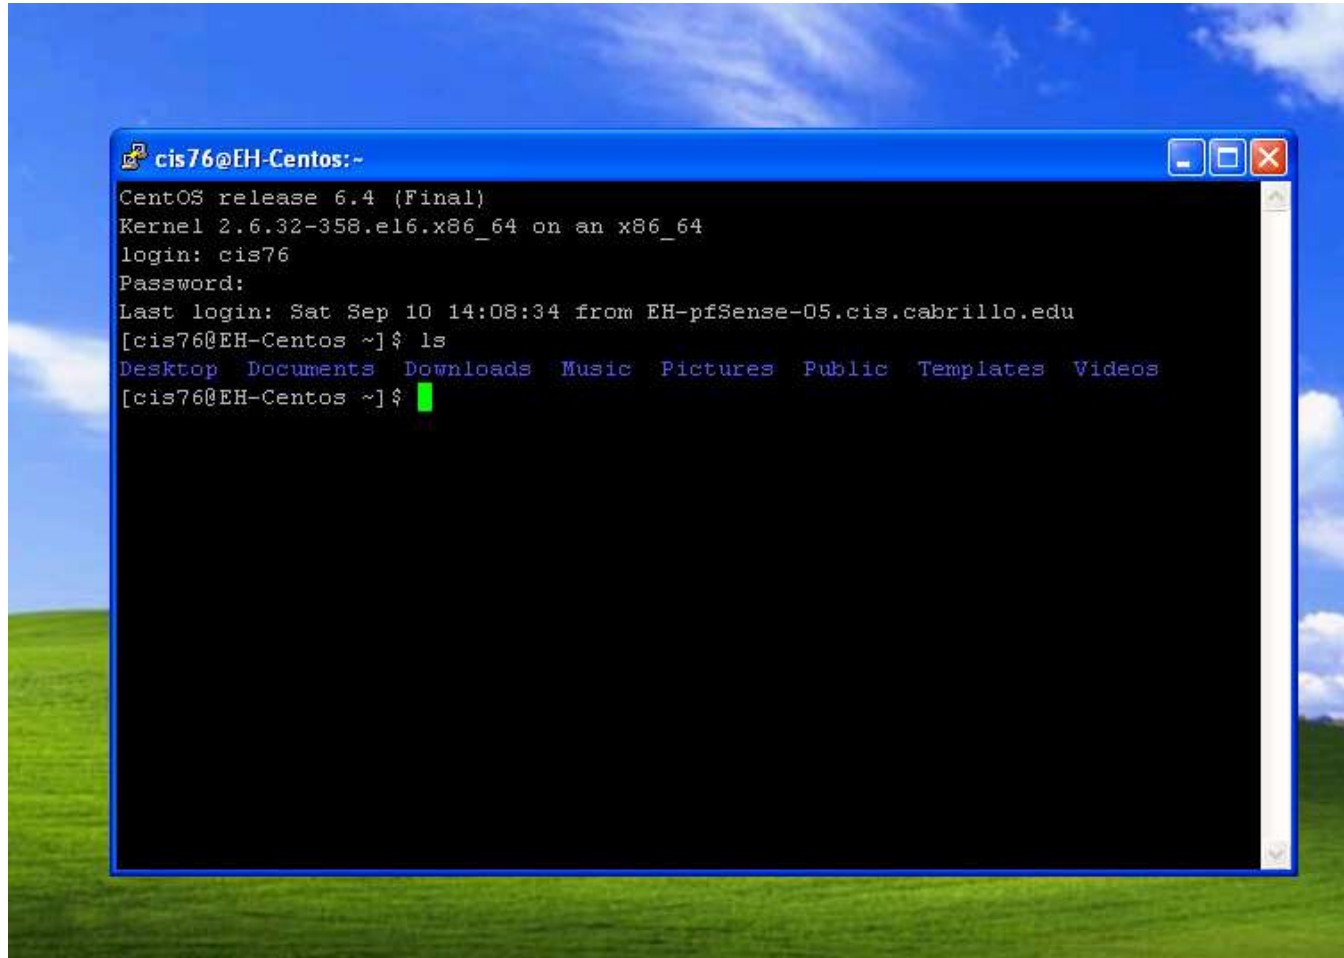 cis76@EH-Centos:~
CentOS release 6.4 (Final)
Kernel 2.6.32-358.el6.x86_64 on an x86_64
login: cis76
Password:
Last login: Sat Sep 10 14:08:34 from EH-pfSense-05.cis.cabrillo.edu
[cis76@EH-Centos ~]$ ls
Desktop  Documents  Downloads  Music  Pictures  Public  Templates  Videos
[cis76@EH-Centos ~]$